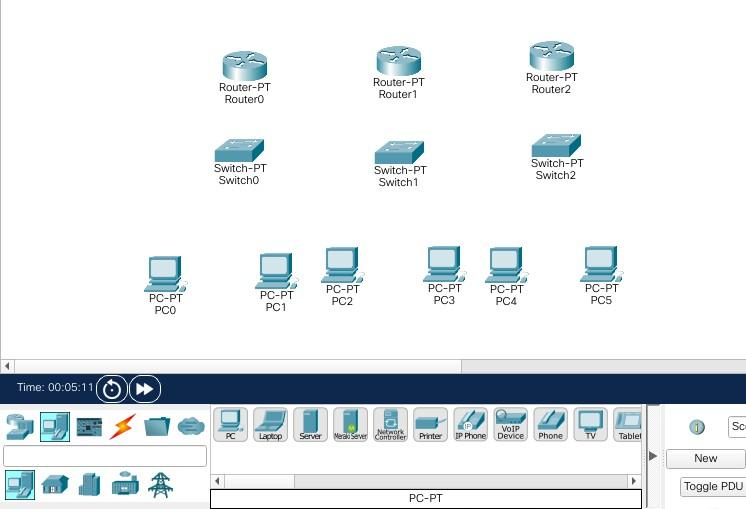 Router-PT
Router0
Router-PT
Router1
Router-PT
Router2
Switch-PT
Switch0
Switch-PT
Switch1
Switch-PT
Switch2
PC-PT
PC0
PC-PT
PC1
PC-PT
PC2
PC-PT
PC3
PC-PT
PC4
PC-PT
PC5
Time: 00:05:11
PC
Laptop
Server
Meraki Server
Network
Controller
Printer
IP Phone
VoIP
Device
Phone
TV
Tablet
PC-PT
i
Sc
New
Toggle PDU